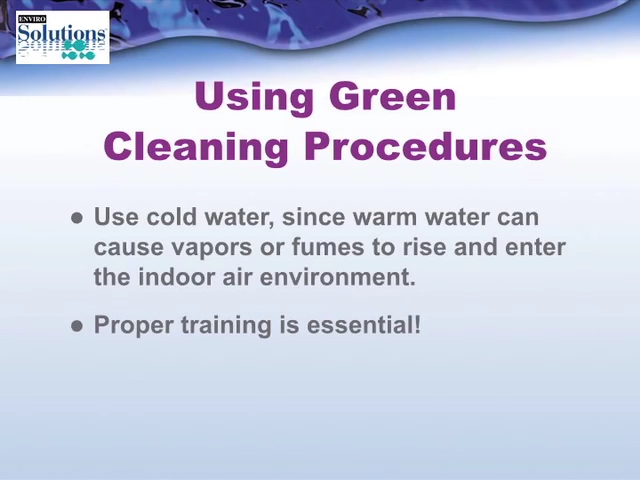 ENVIRO
Solutions
Using Green
Cleaning Procedures
● Use cold water, since warm water can
cause vapors or fumes to rise and enter
the indoor air environment.
● Proper training is essential!